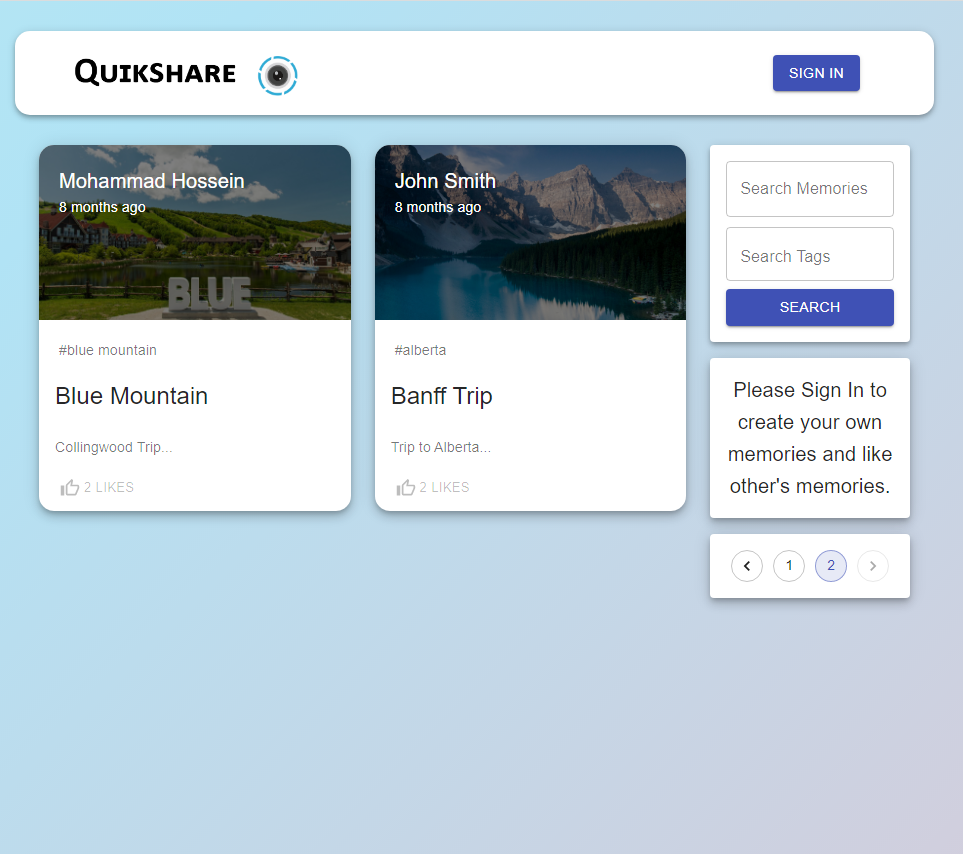 QuikShare
SIGN IN
Mohammad Hossein
8 months ago
BLUE
#blue mountain
Blue Mountain
Collingwood Trip...
2 LIKES
John Smith
8 months ago
#alberta
Banff Trip
Trip to Alberta...
2 LIKES
Search Memories
Search Tags
SEARCH
Please Sign In to
create your own
memories and like
other's memories.
1
2